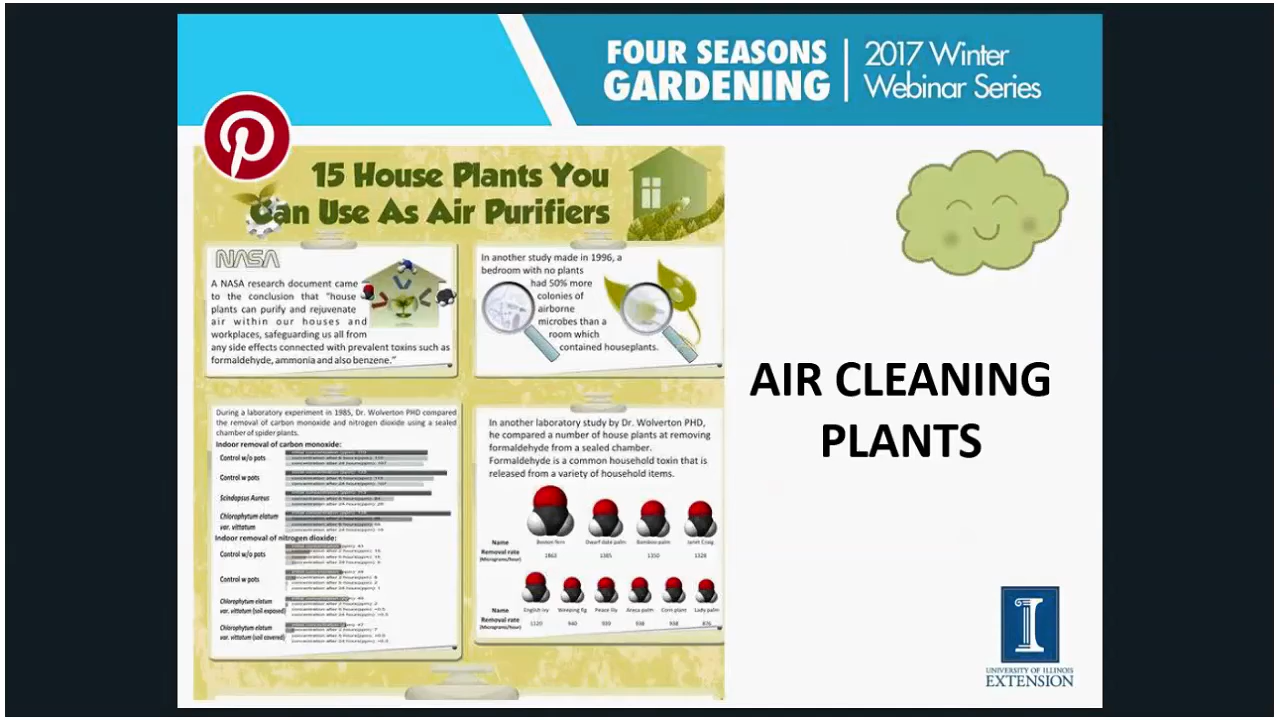 FOUR SEASONS
GARDENING
2017 Winter
Webinar Series
15 House Plants You
Can Use As Air Purifiers
NASA
A NASA research document came
to the conclusion that "house
plants can purify and rejuvenate
air within our houses and
workplaces, safeguarding us all from
any side effects connected with prevalent toxins such as
formaldehyde, ammonia and also benzene."
In another study made in 1996, a
bedroom with no plants
had 50% more
colonies of
airborne
microbes than a
room which
contained houseplants.
During a laboratory experiment in 1985, Dr. Wolverton PHD compared
the removal of carbon monoxide and nitrogen dioxide using a sealed
chamber of spider plants.
Indoor removal of carbon monoxide:
Control w/o pots
Control w pots
Scindapsus Aureus
Chlorophytum elatum
var. vittatum
Indoor removal of nitrogen dioxide:
Control w/o pots
Control w pots
Chlorophytum elatum
var. vittatum (soil exposed)
Chlorophytum elatum
var. vittatum (soil covered)
In another laboratory study by Dr. Wolverton PHD,
he compared a number of house plants at removing
formaldehyde from a sealed chamber.
Formaldehyde is a common household toxin that is
released from a variety of household items.
Name Boston fern Dwarf date palm Bamboo palm Janet Craig
Removal rate 1863 1385 1350 1328
(Micrograms/hour)
Name English ivy Weeping fig Peace lily Areca palm Corn plant Lady palm
Removal rate 1120 940 939 938 938 876
(Micrograms/hour)
AIR CLEANING
PLANTS
UNIVERSITY OF ILLINOIS
EXTENSION